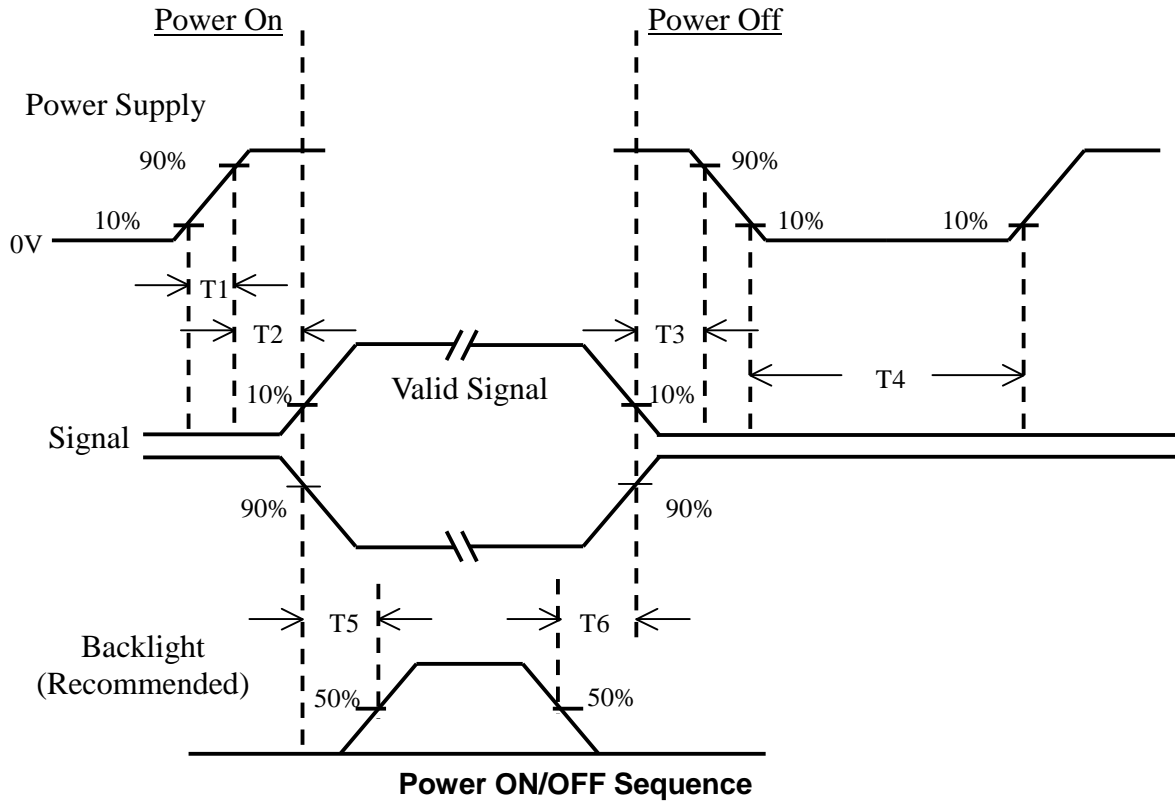 Power On
Power Off
Power Supply
90%
90%
10%
10%
10%
0V
T1
T2
T3
T4
Valid Signal
10%
10%
Signal
90%
90%
T5
T6
Backlight
(Recommended)
50%
50%
Power ON/OFF Sequence